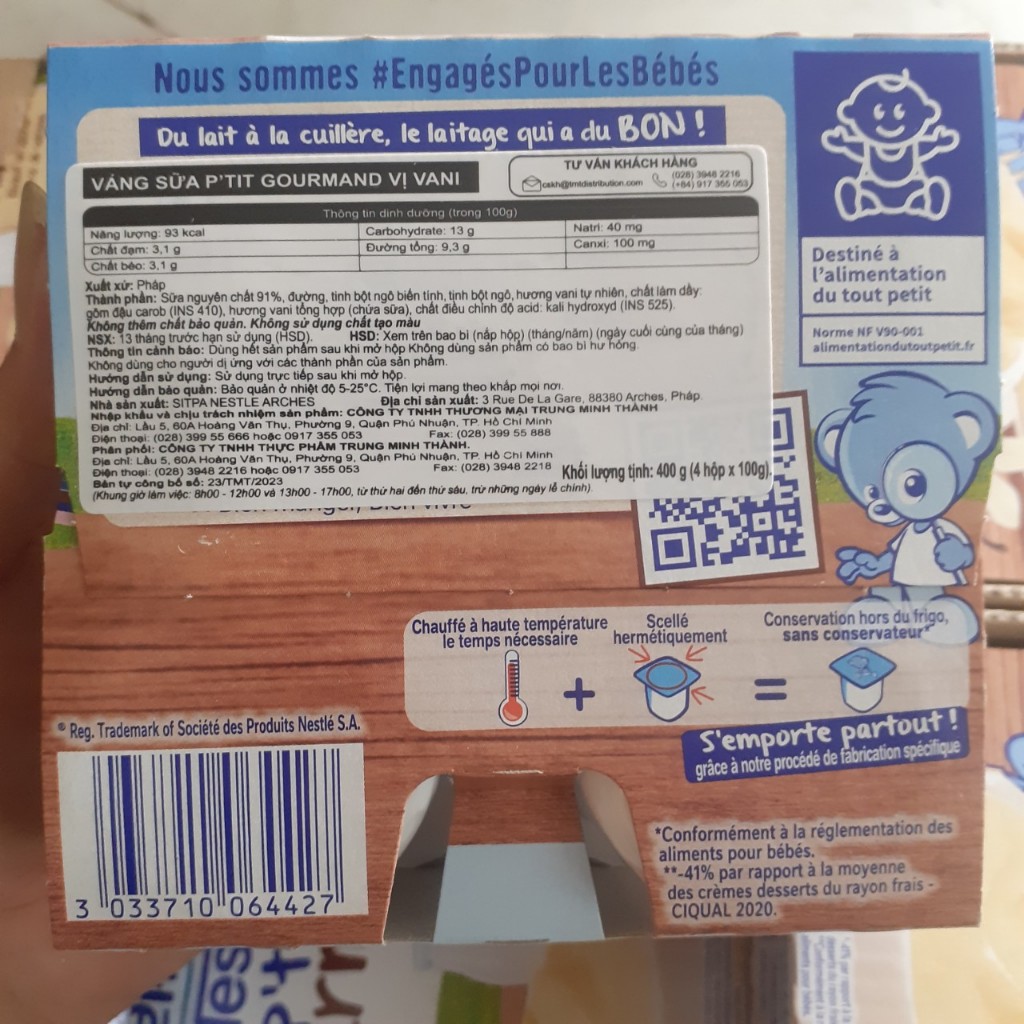 Nous sommes #EngagésPourLesBébés
Du lait à la cuillère, le laitage qui a du BON !
VÁNG SỮA P'TIT GOURMAND VỊ VANI
TƯ VẤN KHÁCH HÀNG
cskh@tmtdistribution.com
(028) 3948 2216
(+84) 917 355 053
Thông tin dinh dưỡng (trong 100g)
Năng lượng: 93 kcal
Carbohydrate: 13 g
Natri: 40 mg
Chất đạm: 3,1 g
Đường tổng: 9,3 g
Canxi: 100 mg
Chất béo: 3,1 g
Xuất xứ: Pháp
Thành phần: Sữa nguyên chất 91%, đường, tinh bột ngô biến tính, tinh bột ngô, hương vani tự nhiên, chất làm dầy:
gôm đậu carob (INS 410), hương vani tổng hợp (chứa sữa), chất điều chỉnh độ acid: kali hydroxyd (INS 525).
Không thêm chất bảo quản. Không sử dụng chất tạo màu
NSX: 13 tháng trước hạn sử dụng (HSD). HSD: Xem trên bao bì (nắp hộp) (tháng/năm) (ngày cuối cùng của tháng)
Thông tin cảnh báo: Dùng hết sản phẩm sau khi mở hộp Không dùng sản phẩm có bao bì hư hỏng.
Không dùng cho người dị ứng với các thành phần của sản phẩm.
Hướng dẫn sử dụng: Sử dụng trực tiếp sau khi mở hộp.
Hướng dẫn bảo quản: Bảo quản ở nhiệt độ 5-25°C. Tiện lợi mang theo khắp mọi nơi.
Nhà sản xuất: SITPA NESTLE ARCHES Địa chỉ sản xuất: 3 Rue De La Gare, 88380 Arches, Pháp.
Nhập khẩu và chịu trách nhiệm sản phẩm: CÔNG TY TNHH THƯƠNG MẠI TRUNG MINH THÀNH
Địa chỉ: Lầu 5, 60A Hoàng Văn Thụ, Phường 9, Quận Phú Nhuận, TP. Hồ Chí Minh
Điện thoại: (028) 399 55 666 hoặc 0917 355 053 Fax: (028) 399 55 888
Phân phối: CÔNG TY TNHH THỰC PHẨM TRUNG MINH THÀNH.
Địa chỉ: Lầu 5, 60A Hoàng Văn Thụ, Phường 9, Quận Phú Nhuận, TP. Hồ Chí Minh
Điện thoại: (028) 3948 2216 hoặc 0917 355 053 Fax: (028) 3948 2218
Khối lượng tịnh: 400 g (4 hộp x 100g)
Bản tự công bố số: 23/TMT/2023
(Khung giờ làm việc: 8h00 - 12h00 và 13h00 - 17h00, từ thứ hai đến thứ sáu, trừ những ngày lễ chính).
Destiné à
l'alimentation
du tout petit
Norme NF V90-001
alimentationdutoutpetit.fr
Chauffé à haute température
le temps nécessaire
+
Scellé
hermétiquement
=
Conservation hors du frigo,
sans conservateur*
S'emporte partout !
grâce à notre procédé de fabrication spécifique
® Reg. Trademark of Société des Produits Nestlé S.A.
3 033710 064427
*Conformément à la réglementation des
aliments pour bébés.
**-41% par rapport à la moyenne
des crèmes desserts du rayon frais -
CIQUAL 2020.